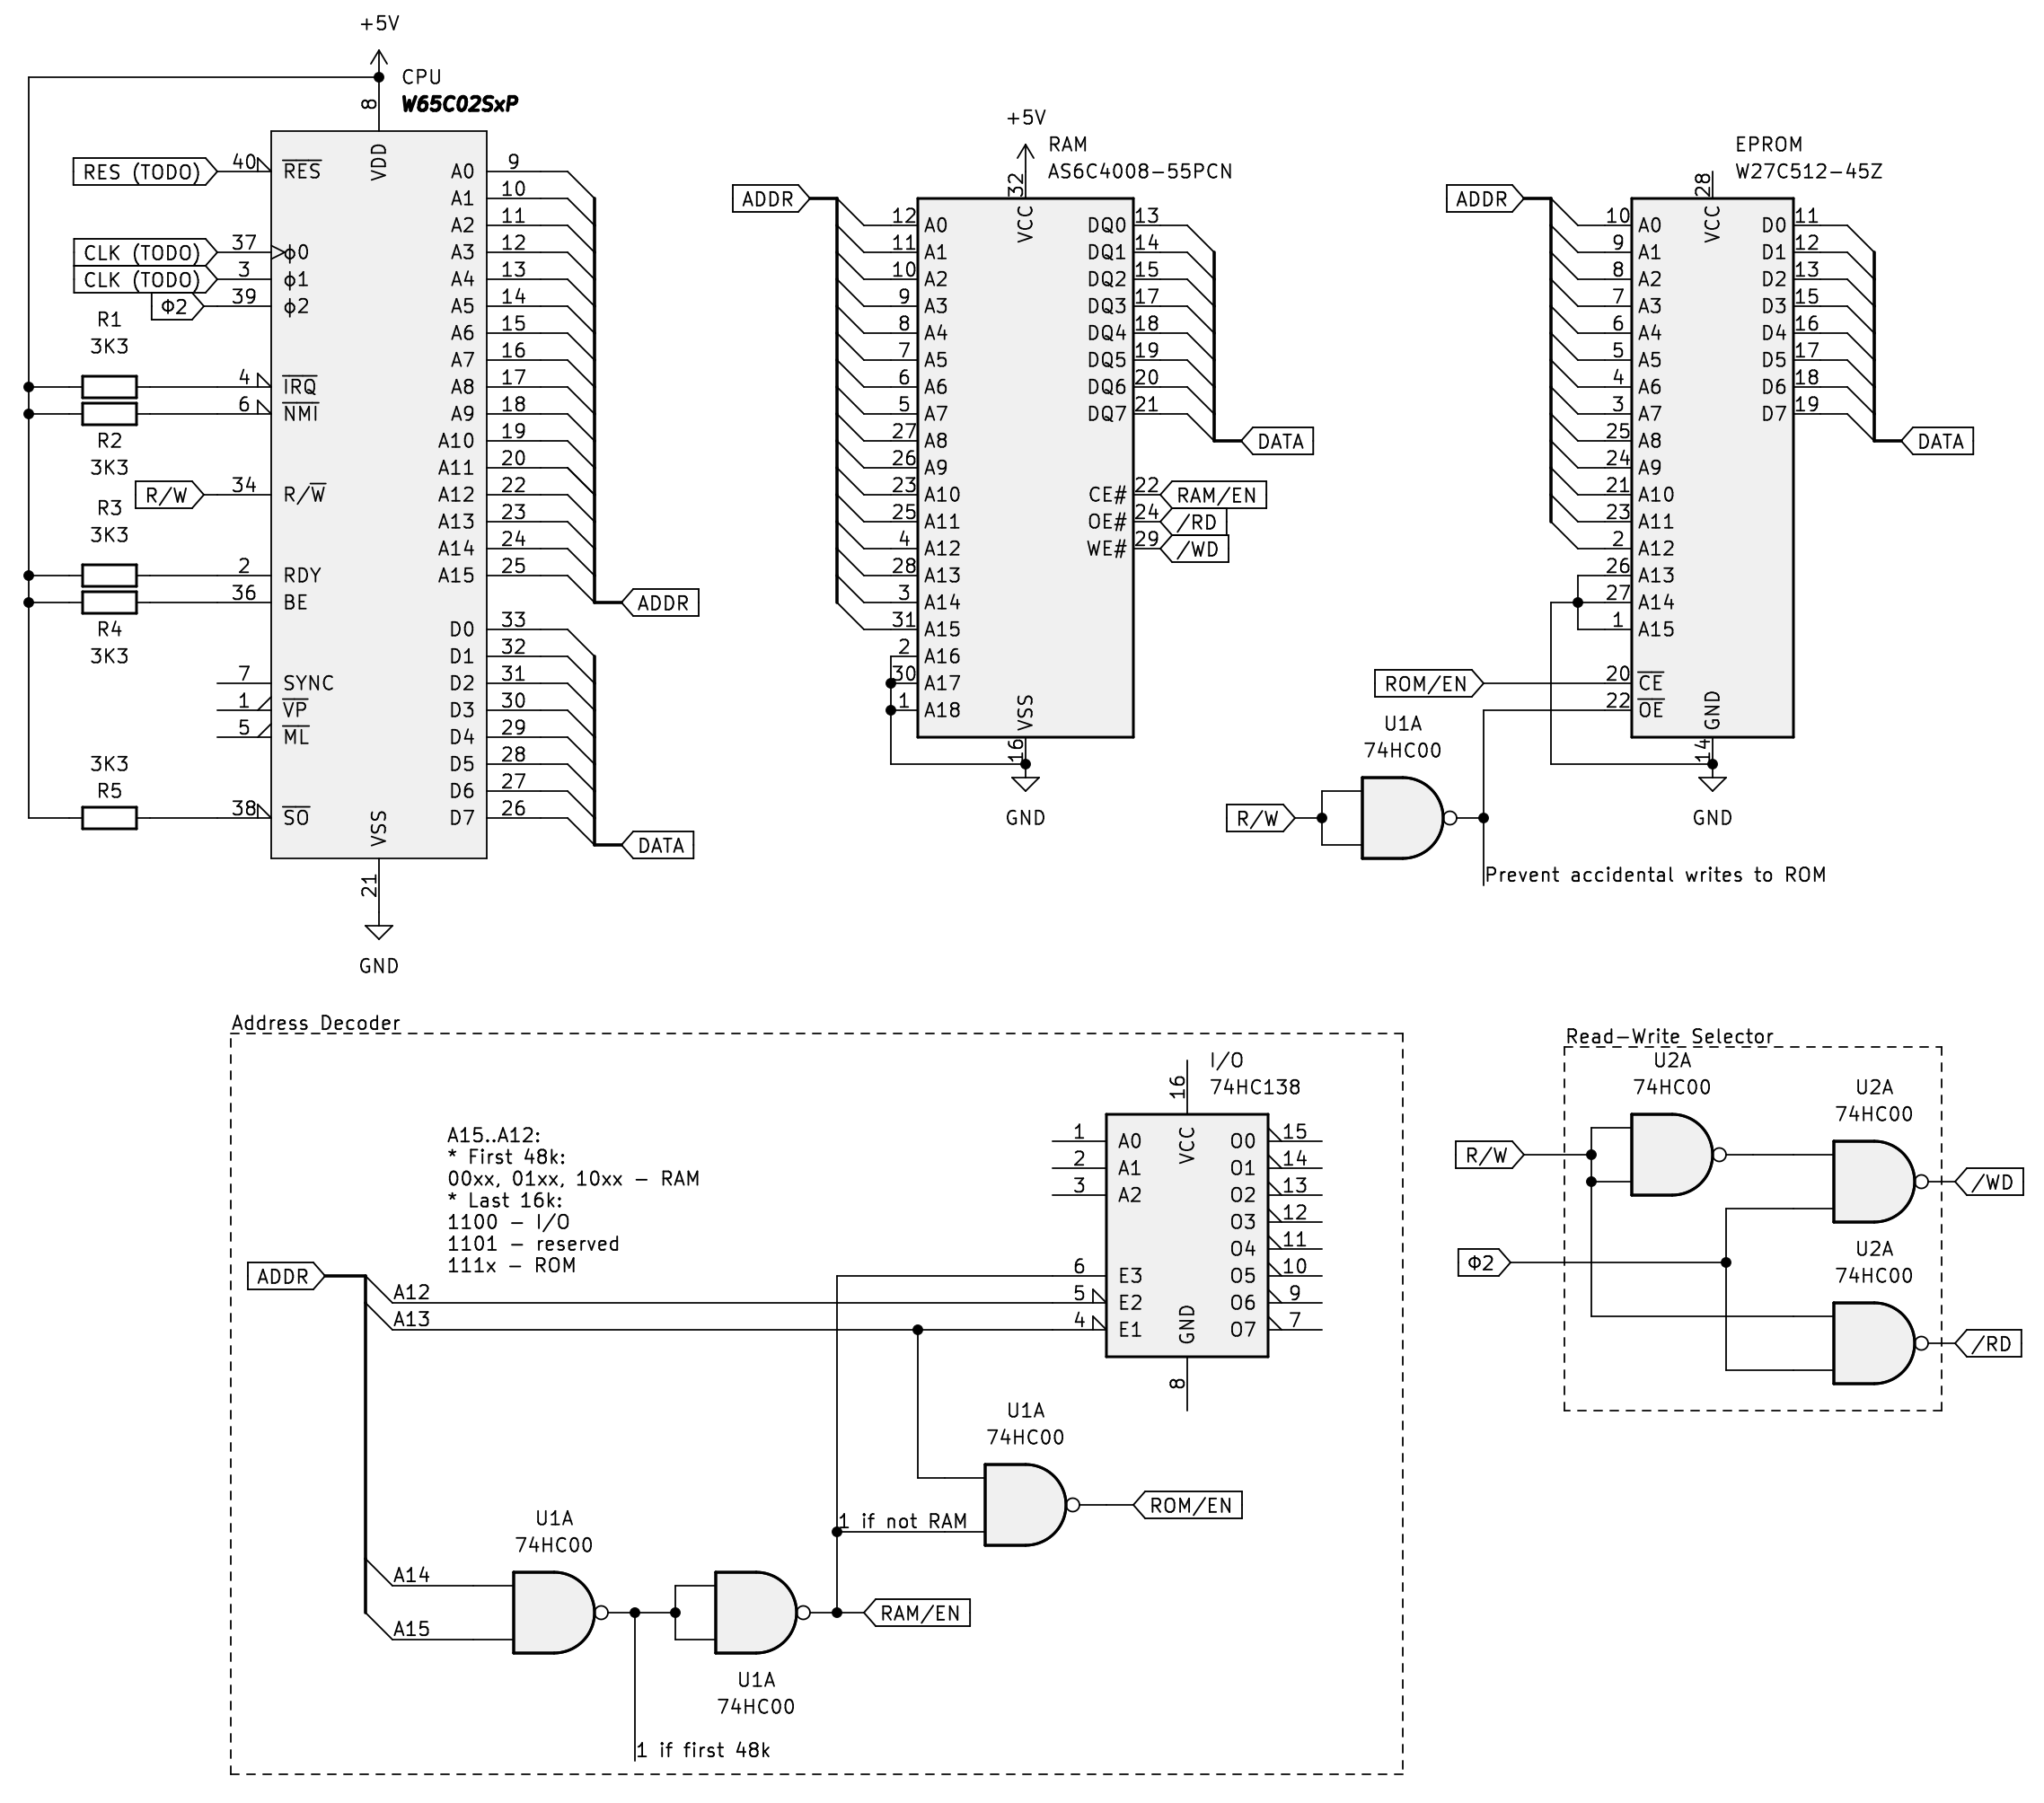 +5V
CPU
W65C02SxP
8
VDD
RES (TODO)
40
RES
CLK (TODO)
37
ϕ0
CLK (TODO)
3
ϕ1
Φ2
39
ϕ2
R1
3K3
4
IRQ
6
NMI
R2
3K3
R/W
34
R/W
R3
3K3
2
RDY
36
BE
R4
3K3
7
SYNC
1
VP
5
ML
3K3
R5
38
SO
VSS
21
GND
A0
9
A1
10
A2
11
A3
12
A4
13
A5
14
A6
15
A7
16
A8
17
A9
18
A10
19
A11
20
A12
22
A13
23
A14
24
A15
25
ADDR
D0
33
D1
32
D2
31
D3
30
D4
29
D5
28
D6
27
D7
26
DATA
+5V
RAM
AS6C4008-55PCN
32
VCC
ADDR
12
A0
11
A1
10
A2
9
A3
8
A4
7
A5
6
A6
5
A7
27
A8
26
A9
23
A10
25
A11
4
A12
28
A13
3
A14
31
A15
2
A16
30
A17
1
A18
DQ0
13
DQ1
14
DQ2
15
DQ3
17
DQ4
18
DQ5
19
DQ6
20
DQ7
21
DATA
CE#
22
RAM/EN
OE#
24
/RD
WE#
29
/WD
VSS
16
GND
EPROM
W27C512-45Z
28
VCC
ADDR
10
A0
9
A1
8
A2
7
A3
6
A4
5
A5
4
A6
3
A7
25
A8
24
A9
21
A10
23
A11
2
A12
26
A13
27
A14
1
A15
ROM/EN
20
CE
22
OE
D0
11
D1
12
D2
13
D3
15
D4
16
D5
17
D6
18
D7
19
DATA
GND
14
GND
U1A
74HC00
R/W
Prevent accidental writes to ROM
Address Decoder
A15..A12:
* First 48k:
00xx, 01xx, 10xx - RAM
* Last 16k:
1100 - I/O
1101 - reserved
111x - ROM
ADDR
A12
A13
I/O
74HC138
16
VCC
1
A0
2
A1
3
A2
6
E3
5
E2
4
E1
O0
15
O1
14
O2
13
O3
12
O4
11
O5
10
O6
9
O7
7
GND
8
U1A
74HC00
1 if not RAM
ROM/EN
U1A
74HC00
A14
A15
RAM/EN
U1A
74HC00
1 if first 48k
Read-Write Selector
U2A
74HC00
U2A
74HC00
R/W
/WD
Φ2
U2A
74HC00
/RD